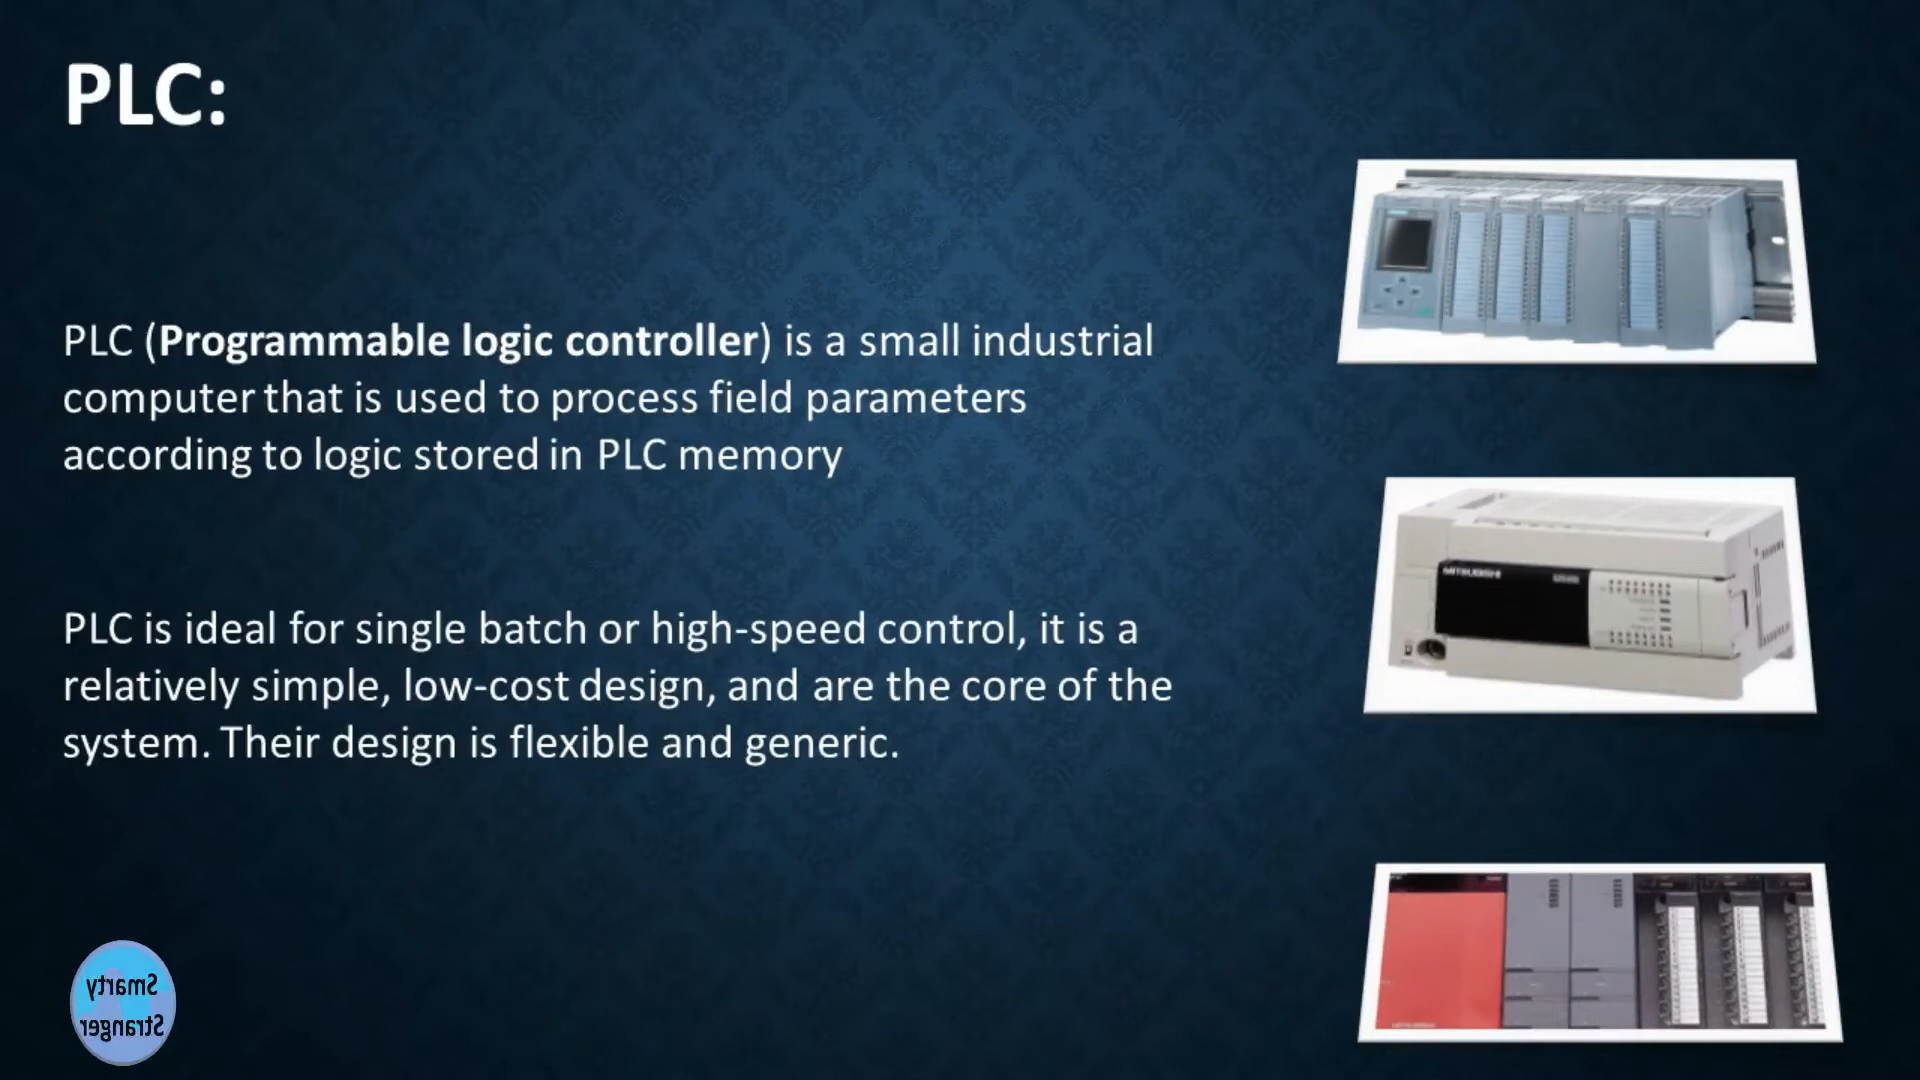 PLC:
PLC (Programmable logic controller) is a small industrial
computer that is used to process field parameters
according to logic stored in PLC memory
PLC is ideal for single batch or high-speed control, it is a
relatively simple, low-cost design, and are the core of the
system. Their design is flexible and generic.
MITSUBISHI
Smarty
Stranger